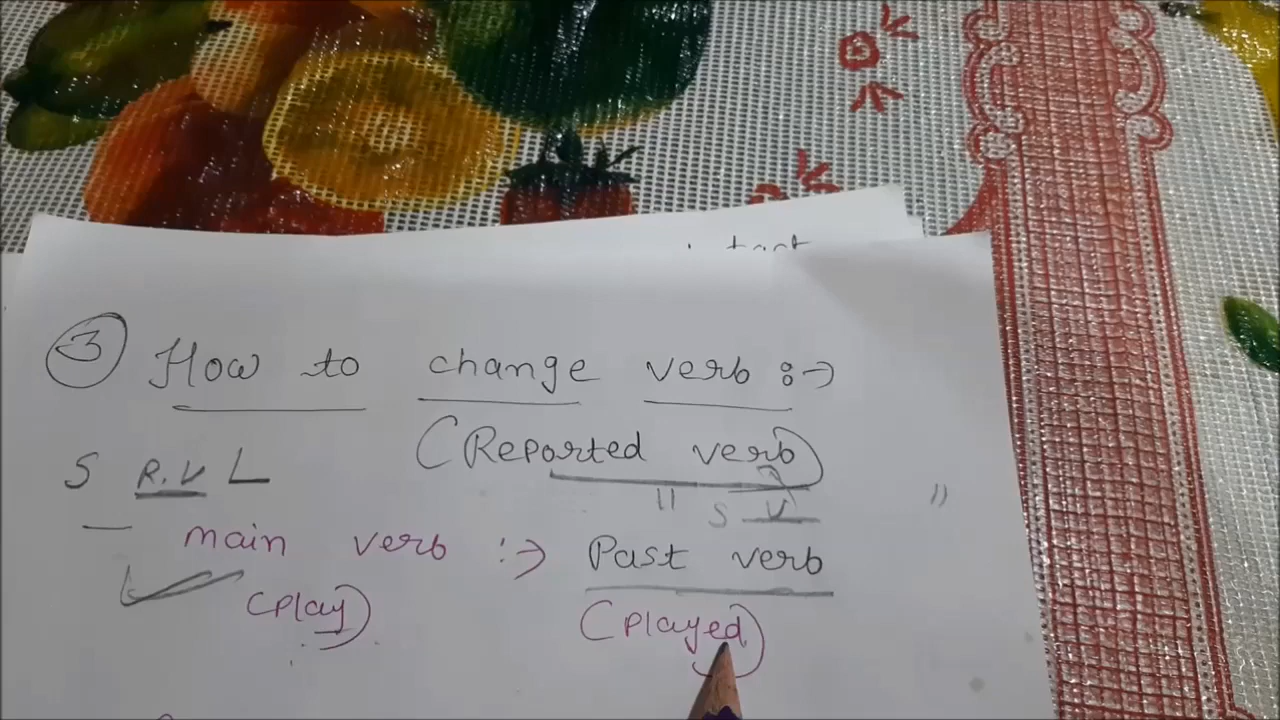 ③ How to change verb :→
(Reported verb)
S R.V L
" S V "
main verb :→ Past verb
(play) (played)